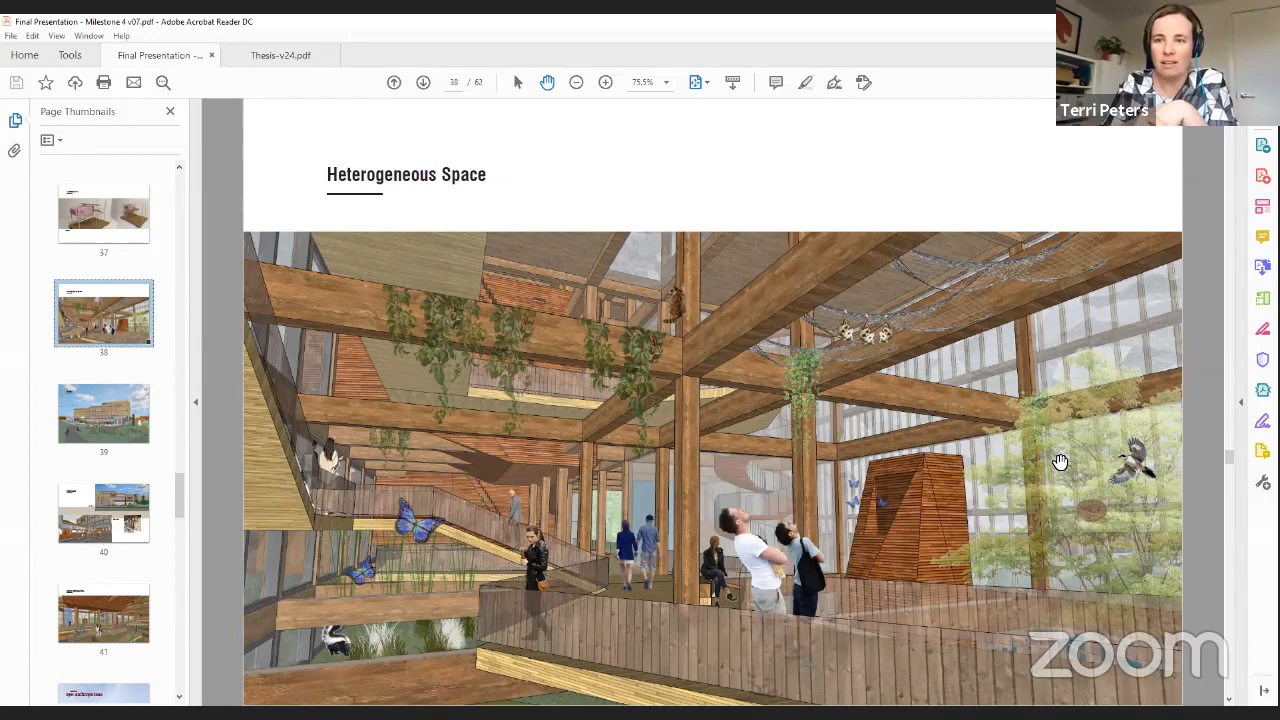 Final Presentation - Milestone 4 v07.pdf - Adobe Acrobat Reader DC
File Edit View Window Help
Home Tools Final Presentation -... × Thesis-v24.pdf
38 / 62 75.5%
Terri Peters
Page Thumbnails
37
38
39
40
41
Heterogeneous Space
zoom